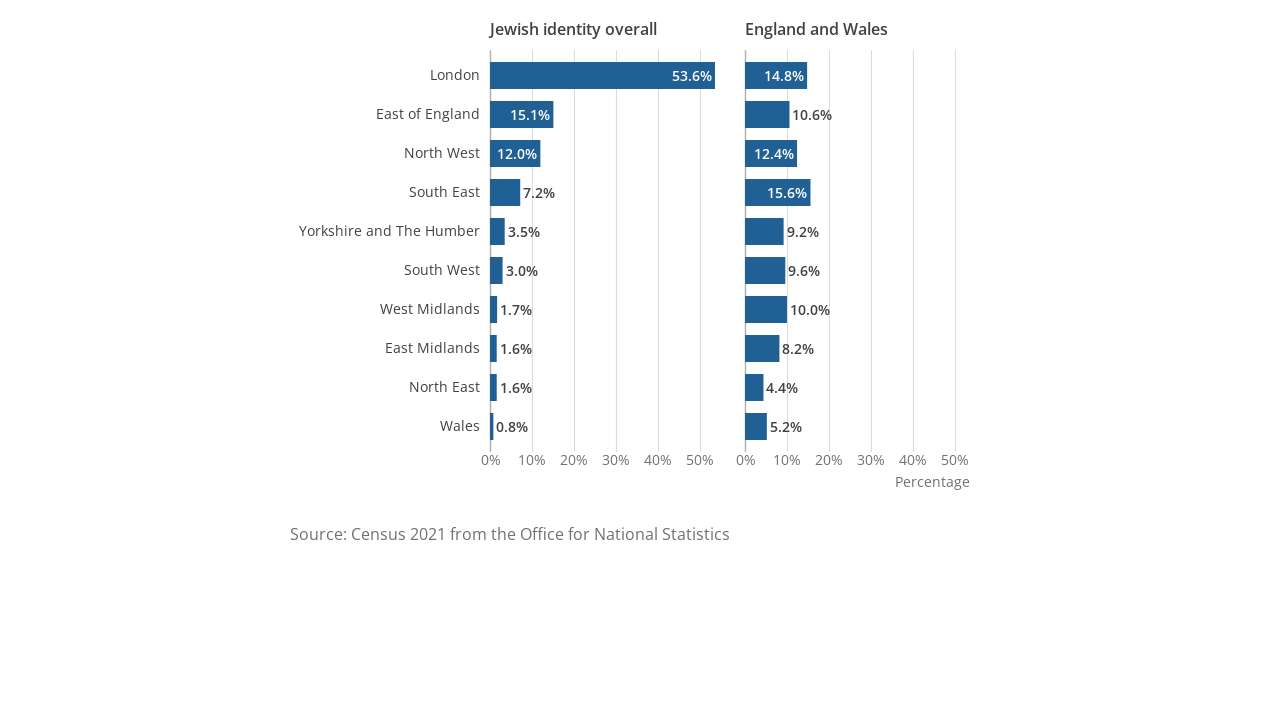 Jewish identity overall England and Wales
London 53.6% 14.8%
East of England 15.1% 10.6%
North West 12.0% 12.4%
South East 7.2% 15.6%
Yorkshire and The Humber 3.5% 9.2%
South West 3.0% 9.6%
West Midlands 1.7% 10.0%
East Midlands 1.6% 8.2%
North East 1.6% 4.4%
Wales 0.8% 5.2%
0% 10% 20% 30% 40% 50% 0% 10% 20% 30% 40% 50%
Percentage
Source: Census 2021 from the Office for National Statistics